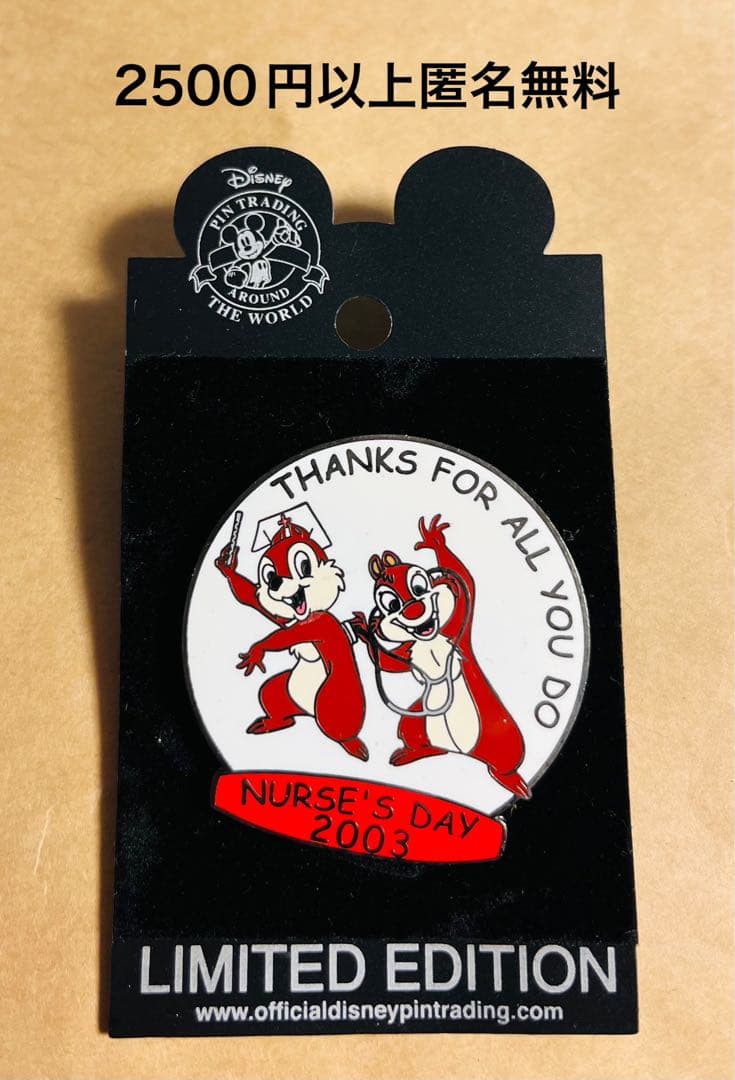 2500円以上匿名無料
Disney
PIN TRADING
AROUND
THE WORLD
THANKS FOR ALL YOU DO
NURSE'S DAY
2003
LIMITED EDITION
www.officialdisneypintrading.com